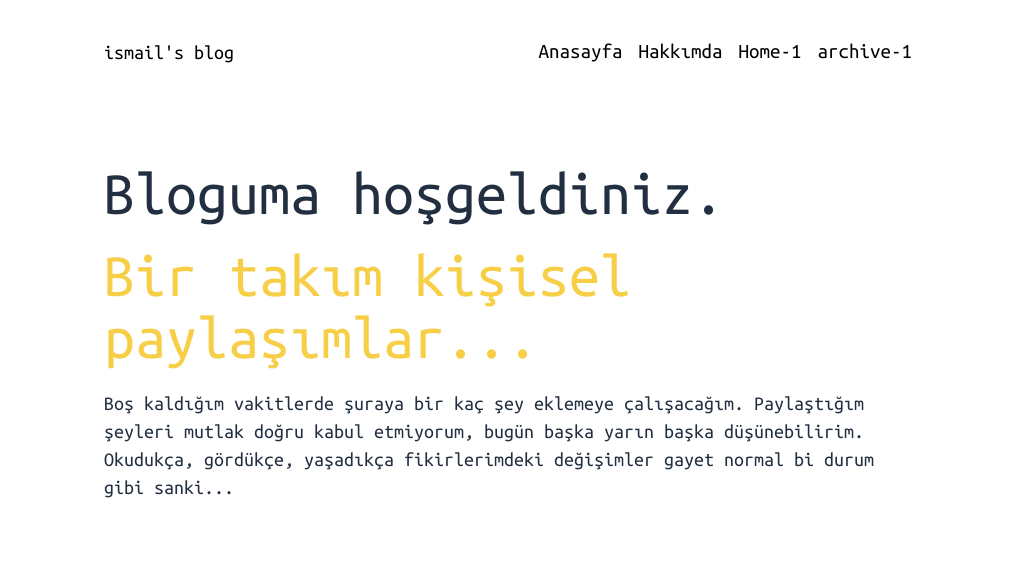 ismail's blog
Anasayfa Hakkımda Home-1 archive-1
Bloguma hoşgeldiniz.
Bir takım kişisel
paylaşımlar...
Boş kaldığım vakitlerde şuraya bir kaç şey eklemeye çalışacağım. Paylaştığım
şeyleri mutlak doğru kabul etmiyorum, bugün başka yarın başka düşünebilirim.
Okudukça, gördükçe, yaşadıkça fikirlerimdeki değişimler gayet normal bi durum
gibi sanki...